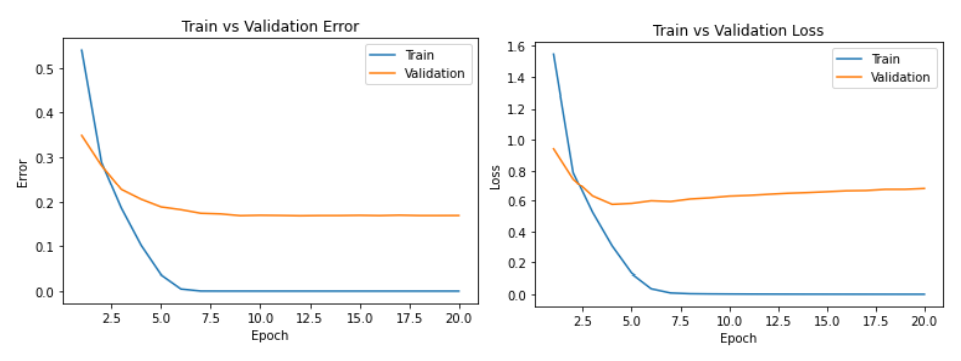 Train vs Validation Error
Train
Validation
0.5
0.4
0.3
0.2
0.1
0.0
Error
2.5 5.0 7.5 10.0 12.5 15.0 17.5 20.0
Epoch
Train vs Validation Loss
Train
Validation
1.6
1.4
1.2
1.0
0.8
0.6
0.4
0.2
0.0
Loss
2.5 5.0 7.5 10.0 12.5 15.0 17.5 20.0
Epoch